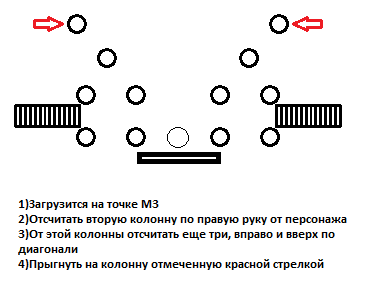 1)Загрузится на точке М3
2)Отсчитать вторую колонну по правую руку от персонажа
3)От этой колонны отсчитать еще три, вправо и вверх по
диагонали
4)Прыгнуть на колонну отмеченную красной стрелкой